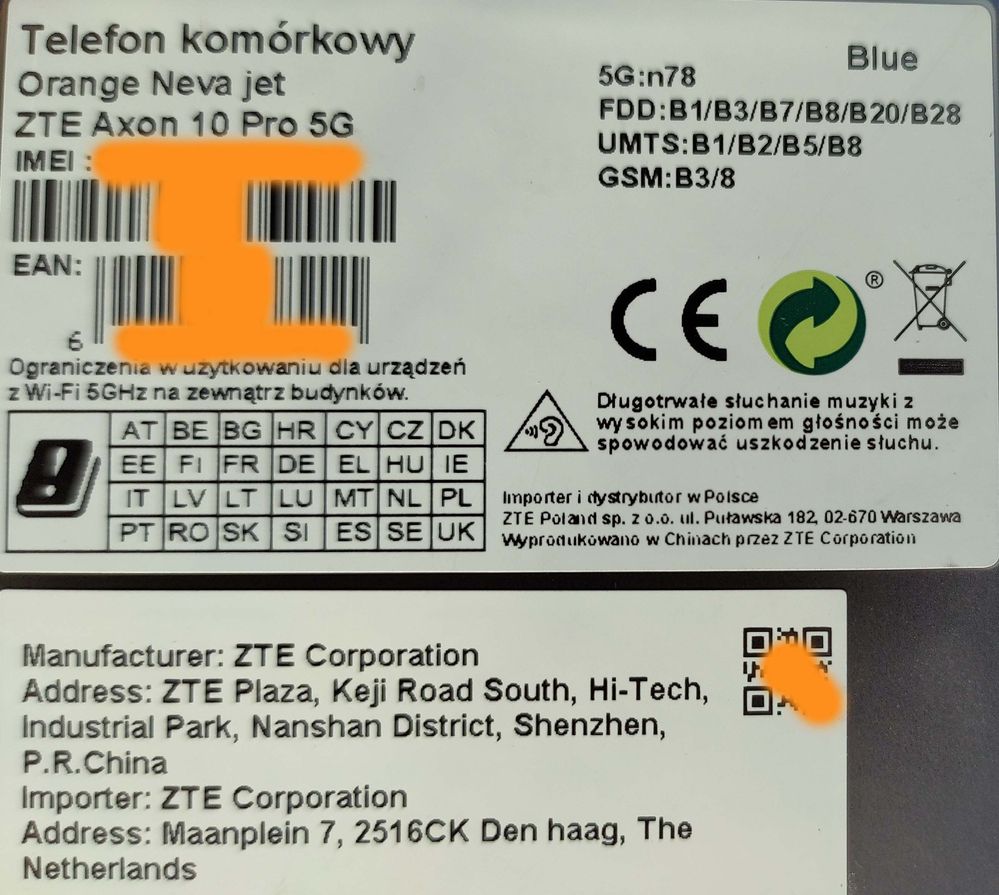 Telefon komórkowy
Orange Neva jet
ZTE Axon 10 Pro 5G
IMEI :
EAN:
6
Blue
5G:n78
FDD:B1/B3/B7/B8/B20/B28
UMTS:B1/B2/B5/B8
GSM:B3/8
CE
®
Ograniczenia w użytkowaniu dla urządzeń
z Wi-Fi 5GHz na zewnątrz budynków.
AT BE BG HR CY CZ DK
EE FI FR DE EL HU IE
IT LV LT LU MT NL PL
PT RO SK SI ES SE UK
Długotrwałe słuchanie muzyki z
wysokim poziomem głośności może
spowodować uszkodzenie słuchu.
Importer i dystrybutor w Polsce
ZTE Poland sp. z o.o. ul. Puławska 182, 02-670 Warszawa
Wyprodukowano w Chinach przez ZTE Corporation
Manufacturer: ZTE Corporation
Address: ZTE Plaza, Keji Road South, Hi-Tech,
Industrial Park, Nanshan District, Shenzhen,
P.R.China
Importer: ZTE Corporation
Address: Maanplein 7, 2516CK Den haag, The
Netherlands